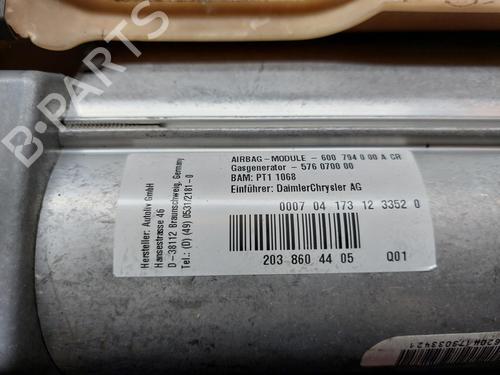 B-PARTS
Hersteller: Autoliv GmbH
Hansestrasse 46
D-38112 Braunschweig, Germany
Tel.: (0) (49) 0531/2181-0
AIRBAG-MODULE - 600 794 0 00 A CR
Gasgenerator - 576 0700 00
BAM: PT1 1068
Einführer: DaimlerChrysler AG
0007 04 173 12 3352 0
203 860 44 05 Q01